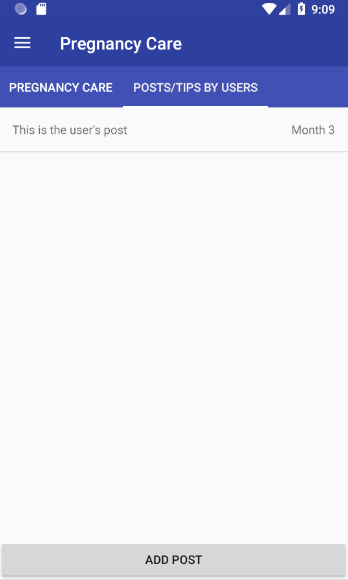 9:09
Pregnancy Care
PREGNANCY CARE POSTS/TIPS BY USERS
This is the user's post Month 3
ADD POST